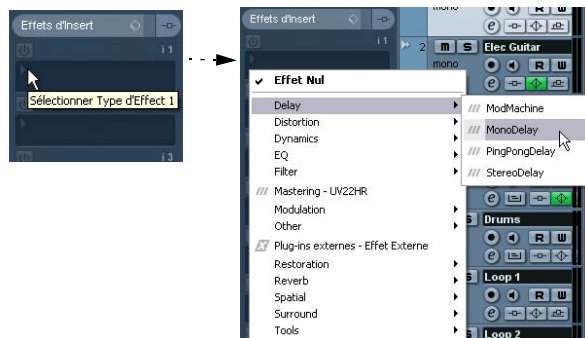 Effets d'Insert
i 1
Sélectionner Type d'Effect 1
i 3
Effets d'Insert
i 1
✓ Effet Nul
Delay
Distortion
Dynamics
EQ
Filter
/// Mastering - UV22HR
Modulation
Other
Plug-ins externes - Effet Externe
Restoration
Reverb
Spatial
Surround
Tools
/// ModMachine
/// MonoDelay
/// PingPongDelay
/// StereoDelay
mono
e
2 m S Elec Guitar
mono
R W
e
e
S Drums
R W
e
S Loop 1
R W
e
S Loop 2